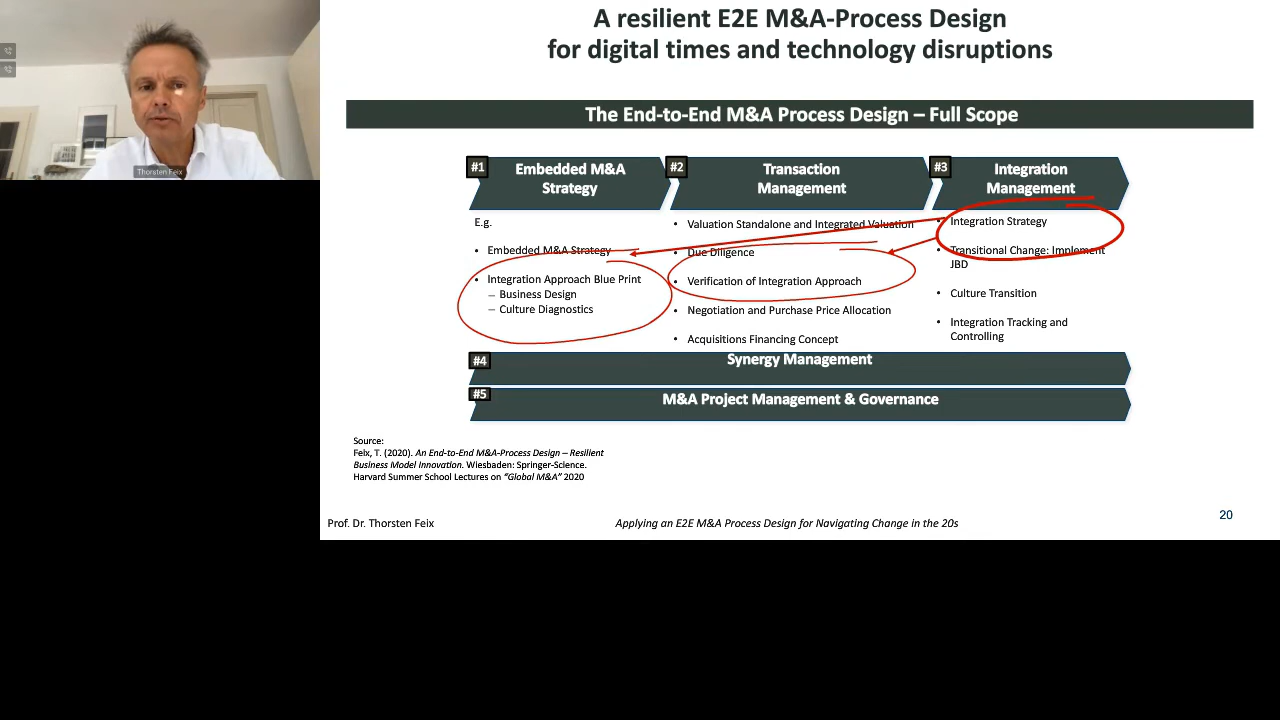 A resilient E2E M&A-Process Design
for digital times and technology disruptions
Thorsten Feix
The End-to-End M&A Process Design – Full Scope
#1
Embedded M&A
Strategy
E.g.
• Embedded M&A Strategy
• Integration Approach Blue Print
– Business Design
– Culture Diagnostics
#2
Transaction
Management
• Valuation Standalone and Integrated Valuation
• Due Diligence
• Verification of Integration Approach
• Negotiation and Purchase Price Allocation
• Acquisitions Financing Concept
#3
Integration
Management
• Integration Strategy
• Transitional Change: Implement
JBD
• Culture Transition
• Integration Tracking and
Controlling
#4
Synergy Management
#5
M&A Project Management & Governance
Source:
Feix, T. (2020). An End-to-End M&A-Process Design – Resilient
Business Model Innovation. Wiesbaden: Springer-Science.
Harvard Summer School Lectures on “Global M&A” 2020
Prof. Dr. Thorsten Feix
Applying an E2E M&A Process Design for Navigating Change in the 20s
20